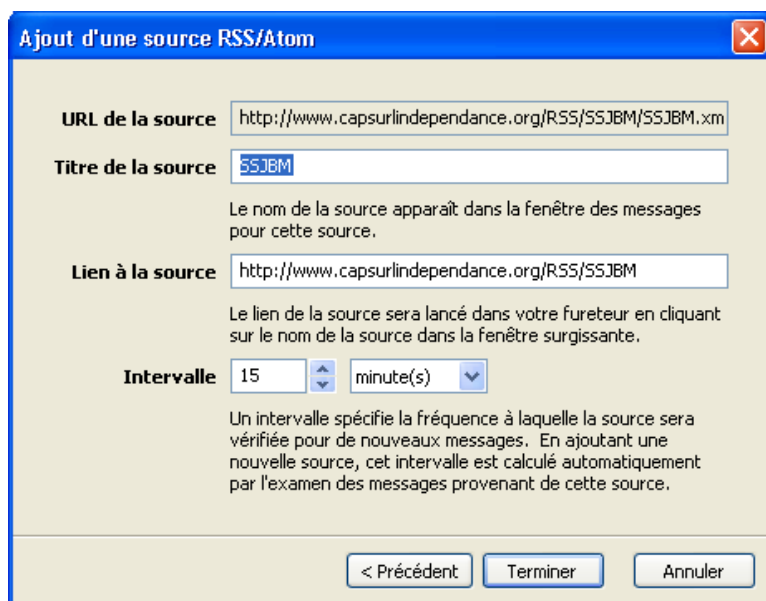 Ajout d'une source RSS/Atom
URL de la source http://www.capsurlindependance.org/RSS/SSJBM/SSJBM.xm
Titre de la source SSJBM
Le nom de la source apparaît dans la fenêtre des messages
pour cette source.
Lien à la source http://www.capsurlindependance.org/RSS/SSJBM
Le lien de la source sera lancé dans votre fureteur en cliquant
sur le nom de la source dans la fenêtre surgissante.
Intervalle 15 minute(s)
Un intervalle spécifie la fréquence à laquelle la source sera
vérifiée pour de nouveaux messages. En ajoutant une
nouvelle source, cet intervalle est calculé automatiquement
par l'examen des messages provenant de cette source.
< Précédent Terminer Annuler